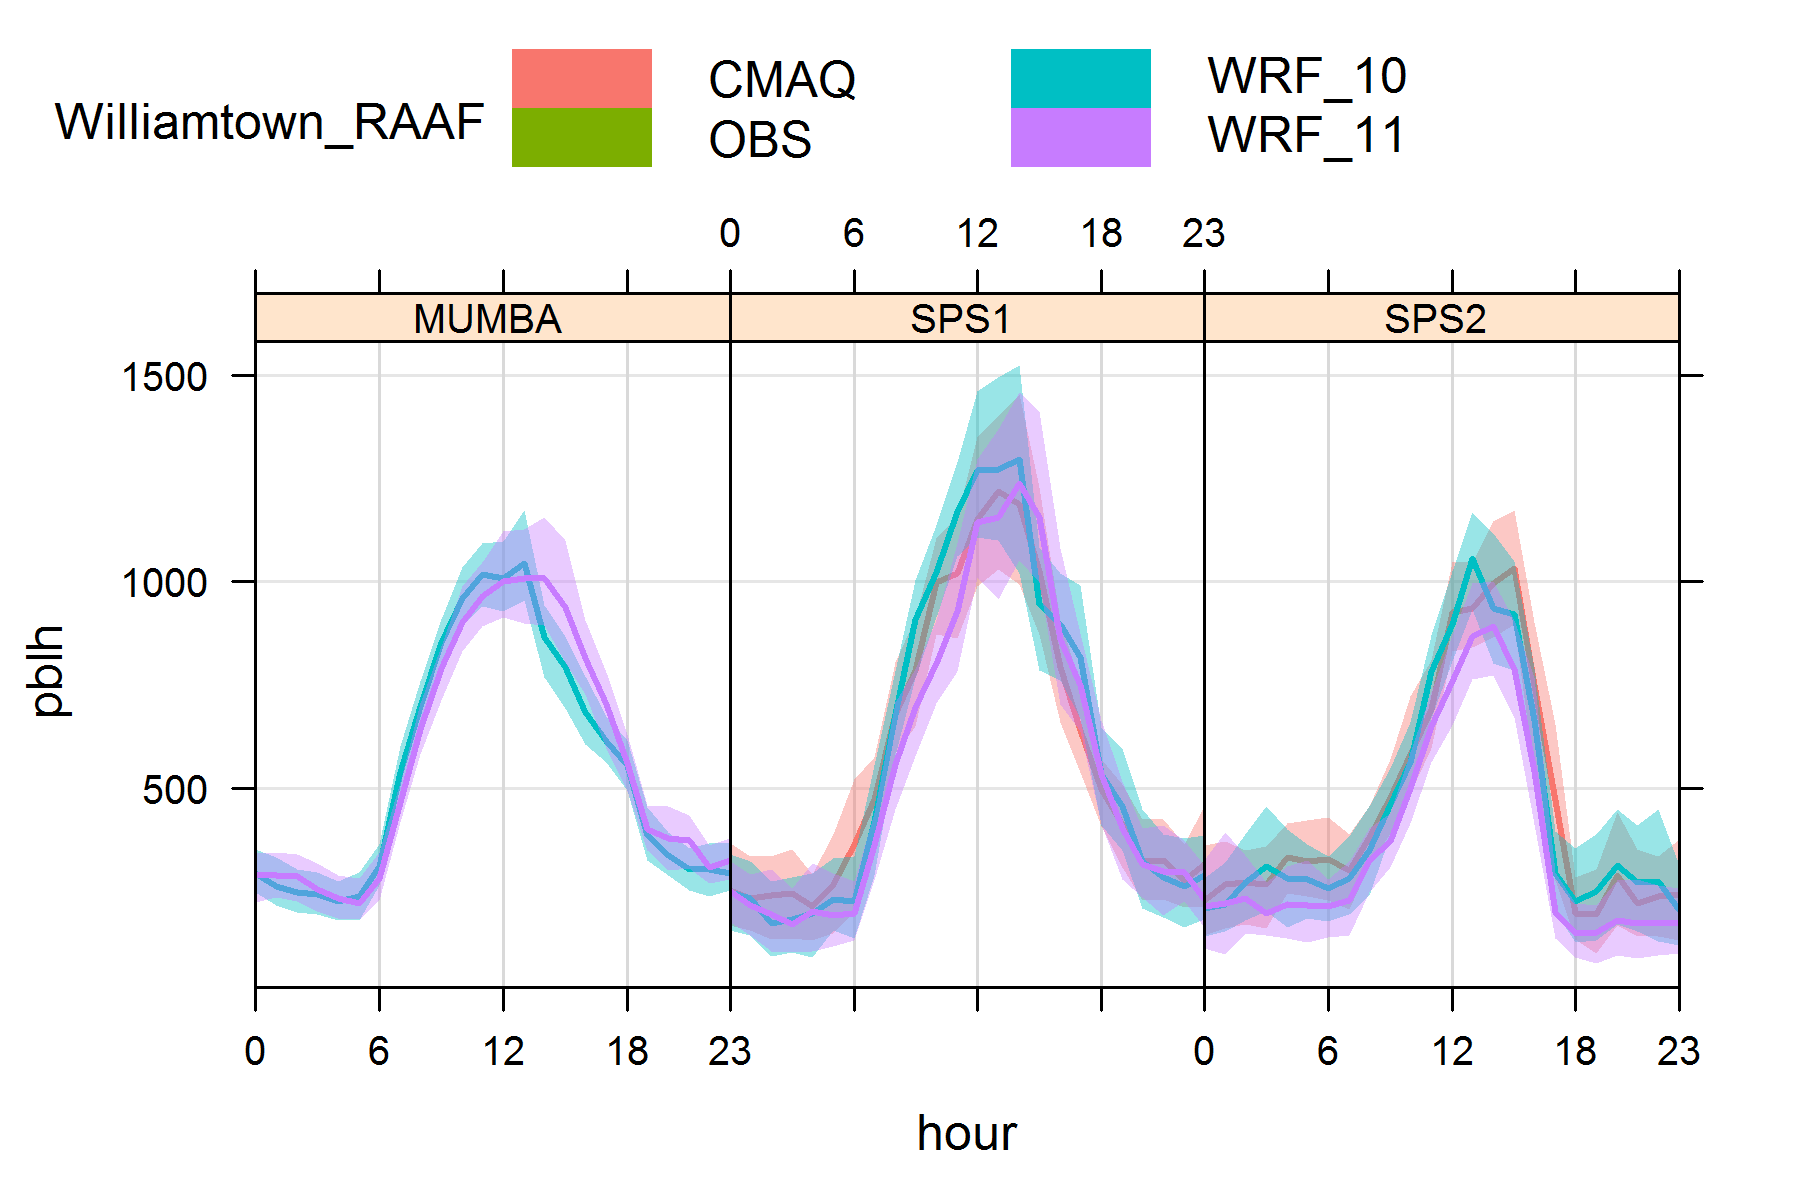 Williamtown_RAAF
CMAQ
OBS
WRF_10
WRF_11
0 6 12 18 23
MUMBA SPS1 SPS2
1500
1000
500
pblh
0 6 12 18 23 0 6 12 18 23
hour